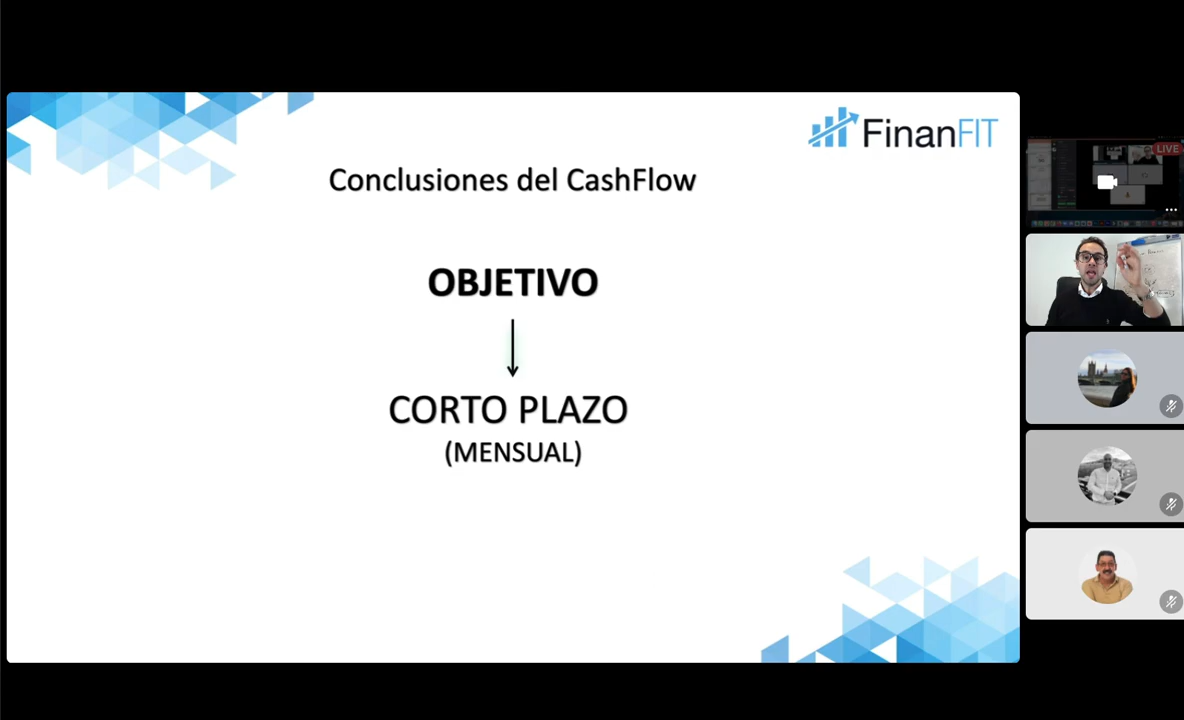 FinanFIT
LIVE
Conclusiones del CashFlow
OBJETIVO
CORTO PLAZO
(MENSUAL)